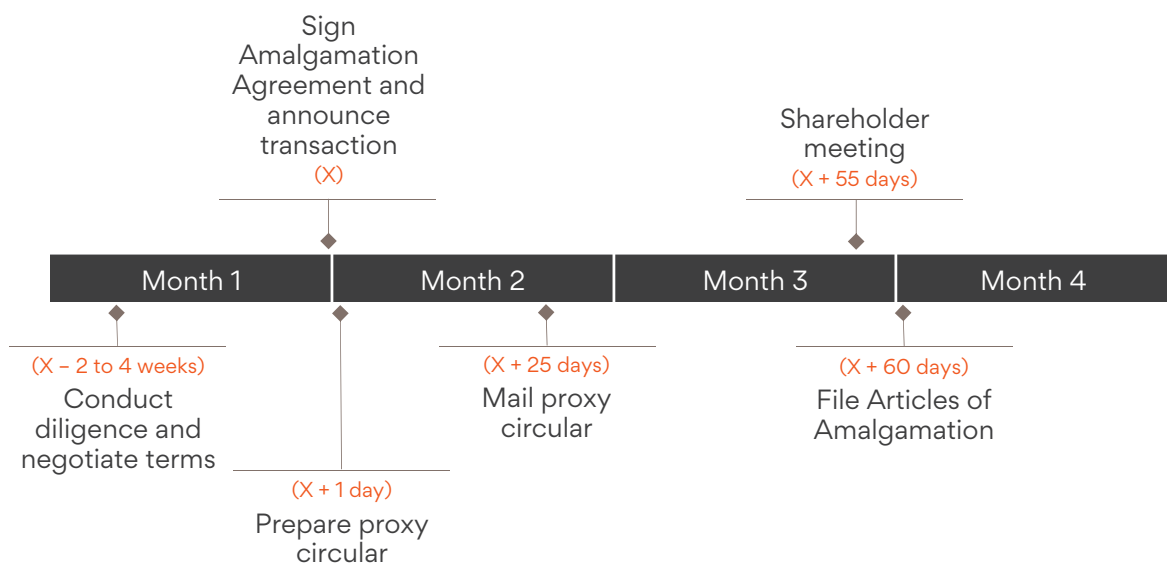 Sign
Amalgamation
Agreement and
announce
transaction
(X)
Shareholder
meeting
(X + 55 days)
Month 1
Month 2
Month 3
Month 4
(X – 2 to 4 weeks)
Conduct
diligence and
negotiate terms
(X + 1 day)
Prepare proxy
circular
(X + 25 days)
Mail proxy
circular
(X + 60 days)
File Articles of
Amalgamation